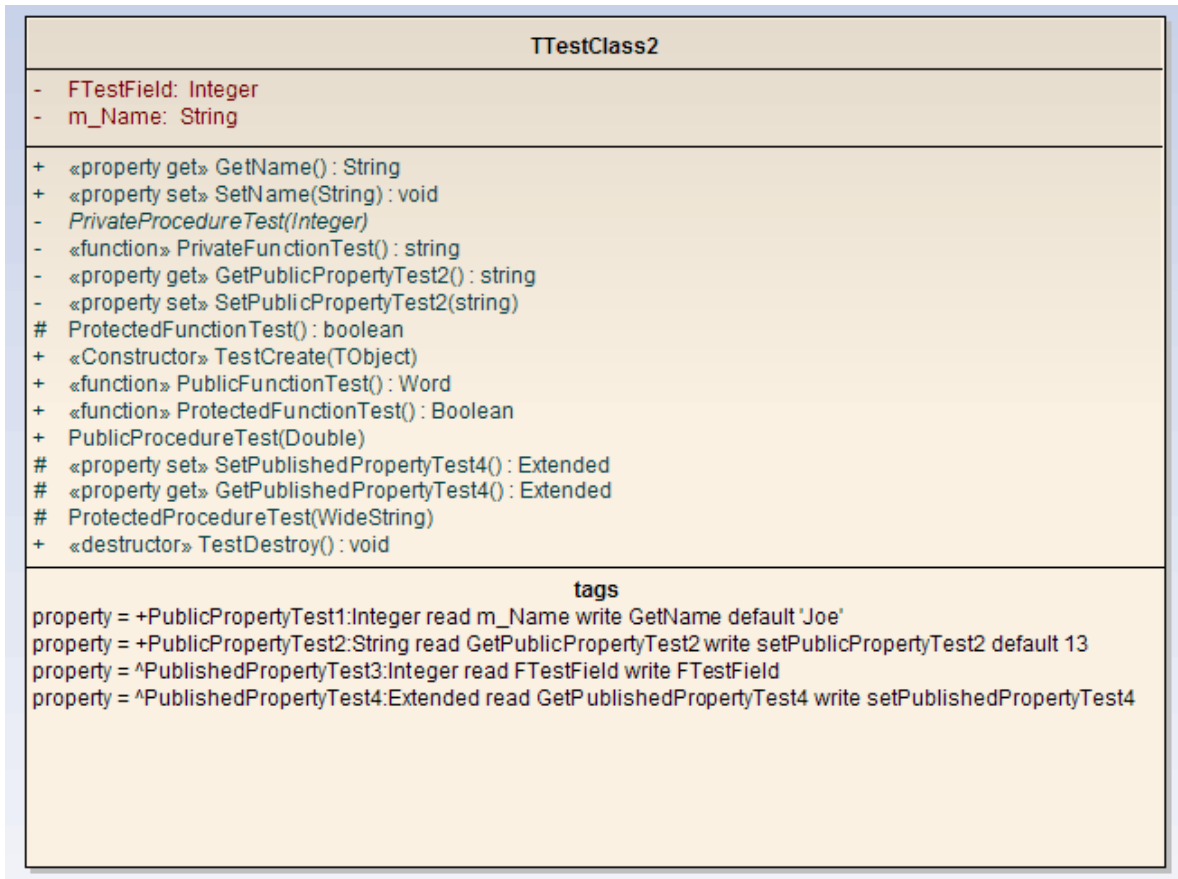 TTestClass2
- FTestField: Integer
- m_Name: String
+ «property get» GetName() : String
+ «property set» SetName(String) : void
- PrivateProcedureTest(Integer)
- «function» PrivateFunctionTest() : string
- «property get» GetPublicPropertyTest2() : string
- «property set» SetPublicPropertyTest2(string)
# ProtectedFunctionTest() : boolean
+ «Constructor» TestCreate(TObject)
+ «function» PublicFunctionTest() : Word
+ «function» ProtectedFunctionTest() : Boolean
+ PublicProcedureTest(Double)
# «property set» SetPublishedPropertyTest4() : Extended
# «property get» GetPublishedPropertyTest4() : Extended
# ProtectedProcedureTest(WideString)
+ «destructor» TestDestroy() : void
tags
property = +PublicPropertyTest1:Integer read m_Name write GetName default 'Joe'
property = +PublicPropertyTest2:String read GetPublicPropertyTest2 write setPublicPropertyTest2 default 13
property = ^PublishedPropertyTest3:Integer read FTestField write FTestField
property = ^PublishedPropertyTest4:Extended read GetPublishedPropertyTest4 write setPublishedPropertyTest4